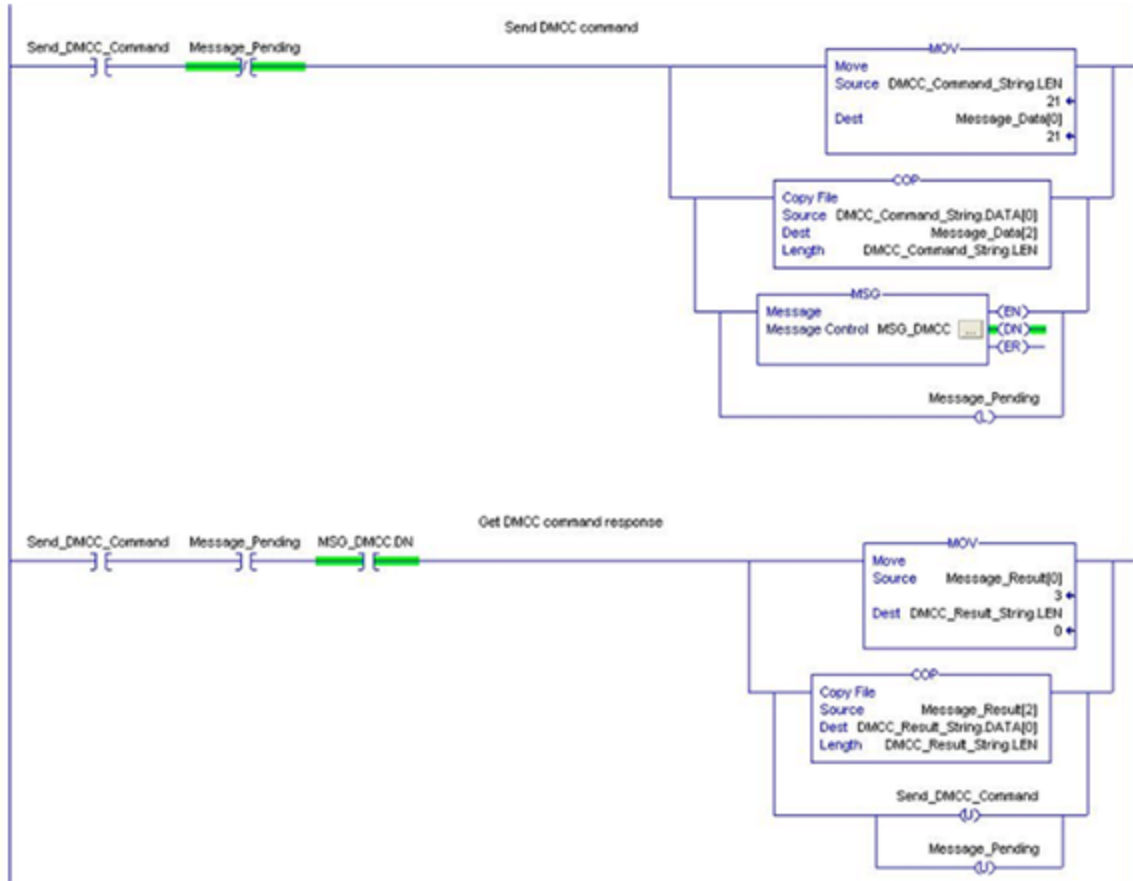 Send DMCC command
Send_DMCC_Command Message_Pending
MOV
Move
Source DMCC_Command_String.LEN
21
Dest Message_Data[0]
21
COP
Copy File
Source DMCC_Command_String.DATA[0]
Dest Message_Data[2]
Length DMCC_Command_String.LEN
MSG
Message
Message Control MSG_DMCC ...
EN
DN
ER
Message_Pending
L
Get DMCC command response
Send_DMCC_Command Message_Pending MSG_DMCC.DN
MOV
Move
Source Message_Result[0]
3
Dest DMCC_Result_String.LEN
0
COP
Copy File
Source Message_Result[2]
Dest DMCC_Result_String.DATA[0]
Length DMCC_Result_String.LEN
Send_DMCC_Command
U
Message_Pending
U